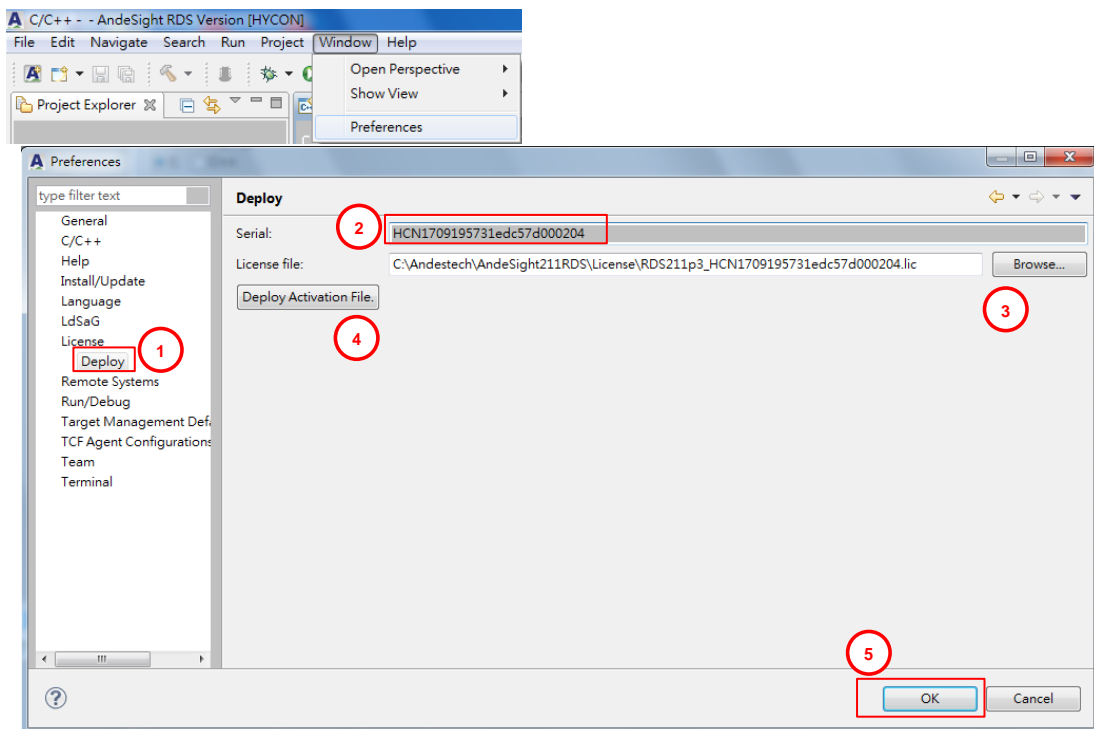 C/C++ - - AndeSight RDS Version [HYCON]
File Edit Navigate Search Run Project Window Help
Open Perspective
Project Explorer
Show View
Preferences
Preferences
type filter text
Deploy
General
C/C++
Help
Install/Update
Language
LdSaG
License
Deploy
Remote Systems
Run/Debug
Target Management Defa
TCF Agent Configurations
Team
Terminal
1
Serial:
2
HCN1709195731edc57d000204
License file:
C:\Andestech\AndeSight211RDS\License\RDS211p3_HCN1709195731edc57d000204.lic
Browse...
3
Deploy Activation File.
4
5
OK
Cancel